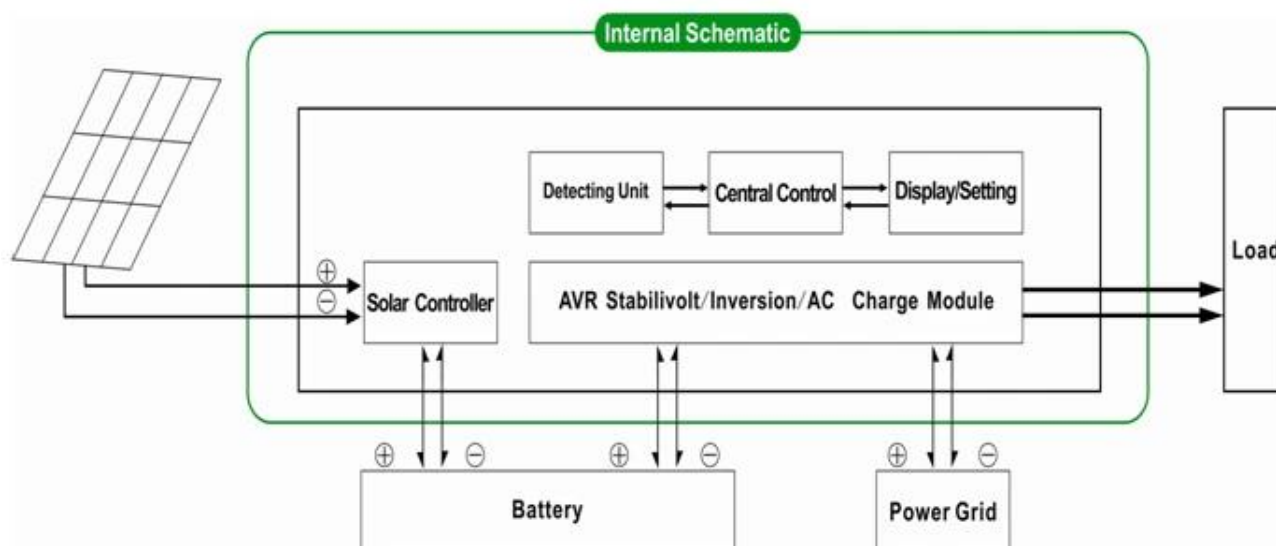 Internal Schematic
Detecting Unit
Central Control
Display/Setting
⊕
⊖
Solar Controller
AVR Stabilivolt/Inversion/AC Charge Module
Load
⊕ ⊖ ⊕ ⊖ ⊕ ⊖
Battery
Power Grid